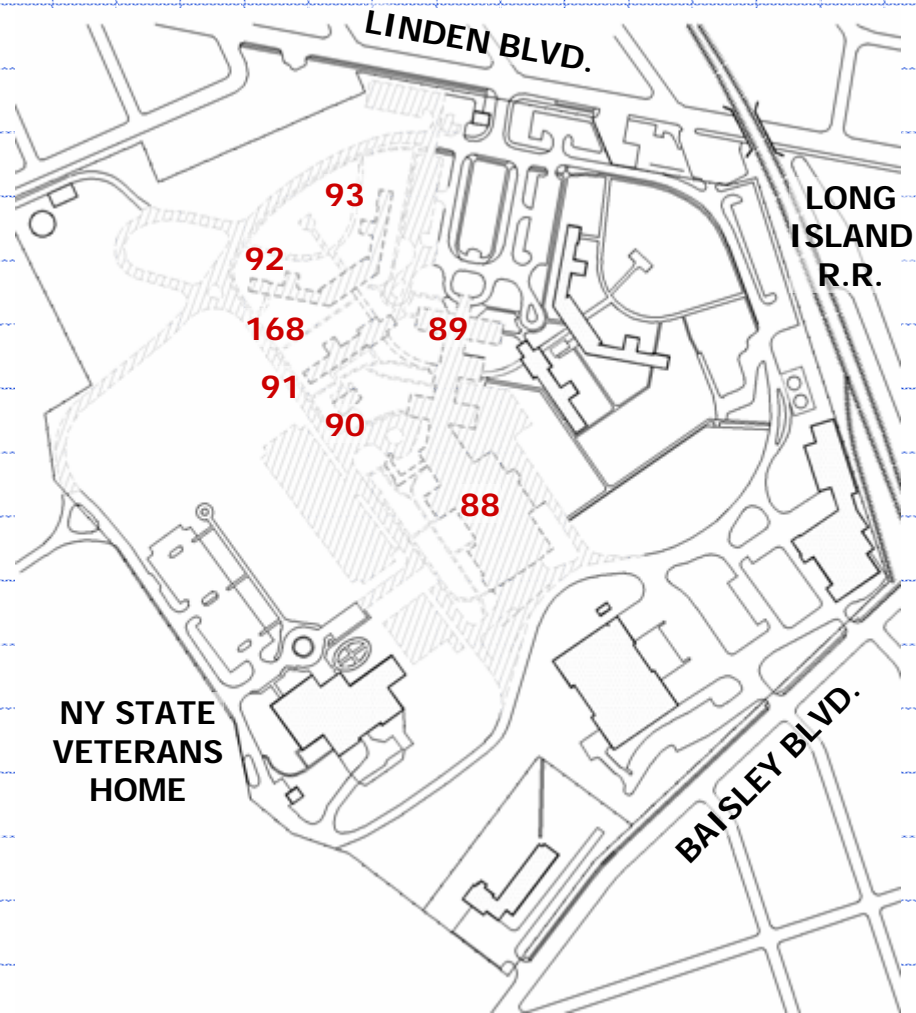 LINDEN BLVD.
93
LONG
ISLAND
R.R.
92
168
89
91
90
88
NY STATE
VETERANS
HOME
BAISLEY BLVD.